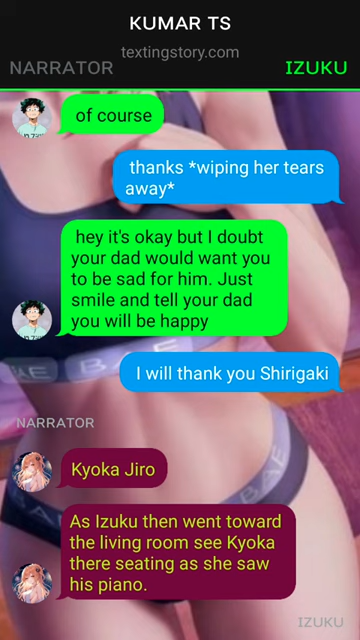 KUMAR TS
textingstory.com
NARRATOR
IZUKU
of course
thanks *wiping her tears
away*
hey it's okay but I doubt
your dad would want you
to be sad for him. Just
smile and tell your dad
you will be happy
BAE
BAE
I will thank you Shirigaki
NARRATOR
Kyoka Jiro
BAE
As Izuku then went toward
the living room see Kyoka
there seating as she saw
his piano.
IZUKU